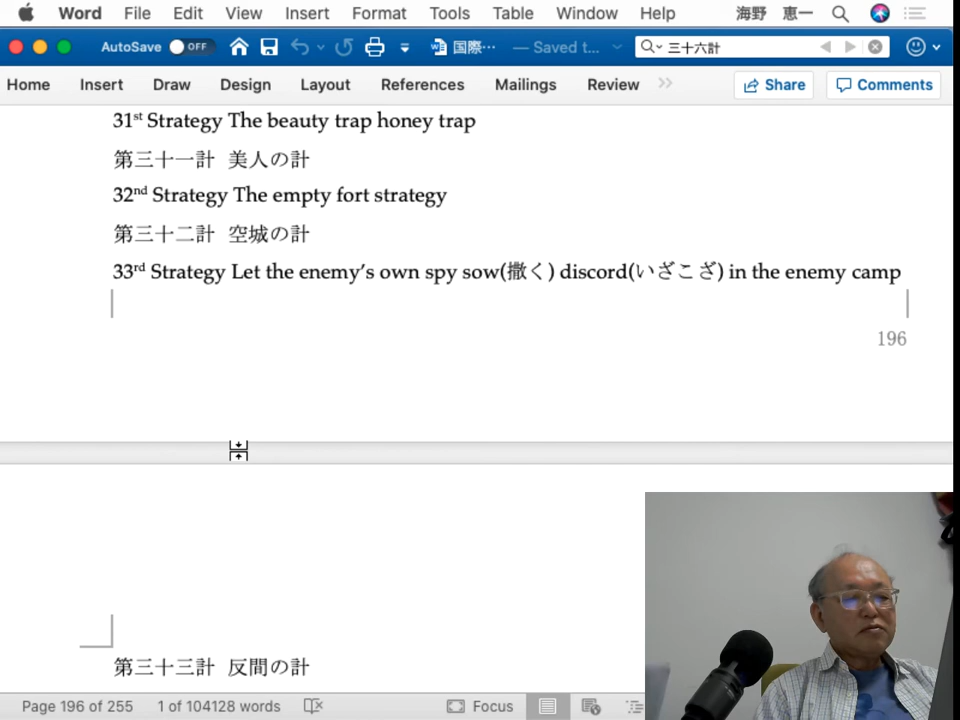 Word File Edit View Insert Format Tools Table Window Help 海野 恵一
AutoSave OFF 国際… — Saved t… 三十六計
Home Insert Draw Design Layout References Mailings Review Share Comments
31st Strategy The beauty trap honey trap
第三十一計 美人の計
32nd Strategy The empty fort strategy
第三十二計 空城の計
33rd Strategy Let the enemy's own spy sow(撒く) discord(いざこざ) in the enemy camp
196
第三十三計 反間の計
Page 196 of 255 1 of 104128 words Focus